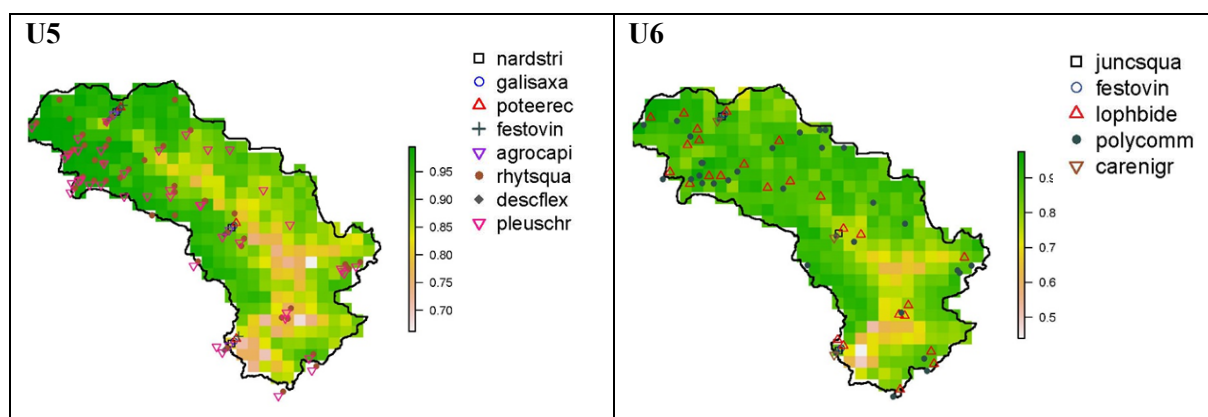 U5
nardstri
galisaxa
poteerec
festovin
agrocapi
rhytsqua
descflex
pleuschr
0.95
0.90
0.85
0.80
0.75
0.70
U6
juncsqua
festovin
lophbide
polycomm
carenigr
0.8
0.7
0.6
0.5